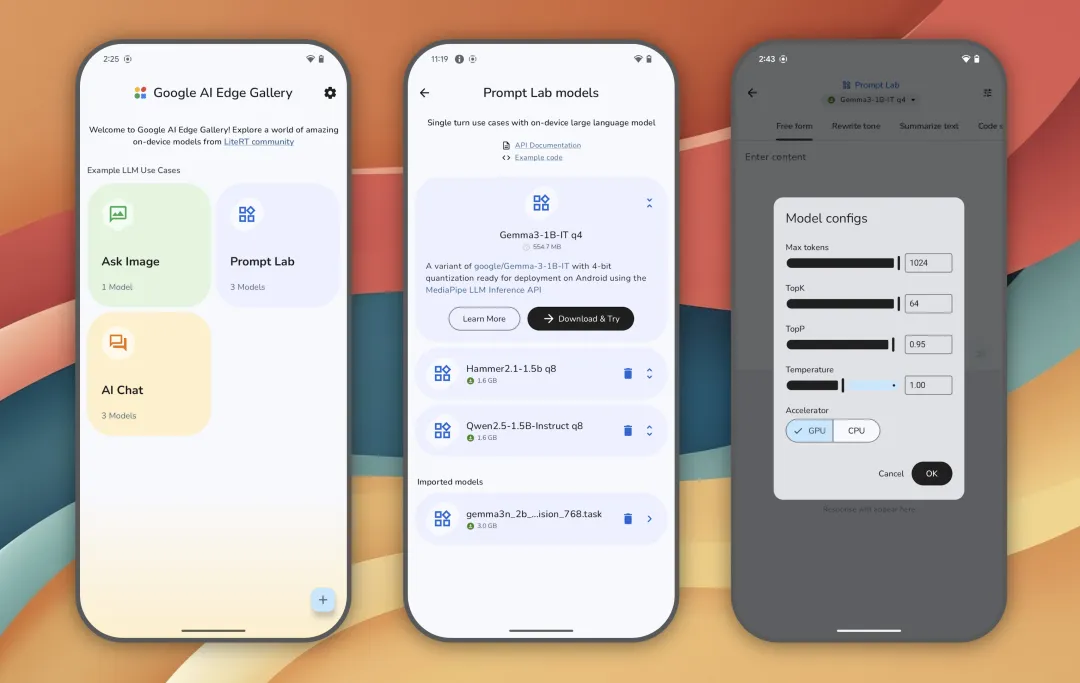 2:25
Google AI Edge Gallery
Welcome to Google AI Edge Gallery! Explore a world of amazing
on-device models from LiteRT community
Example LLM Use Cases
Ask Image
1 Model
Prompt Lab
3 Models
AI Chat
3 Models
+
11:19
Prompt Lab models
Single turn use cases with on-device large language model
API Documentation
Example code
Gemma3-1B-IT q4
554.7 MB
A variant of google/Gemma-3-1B-IT with 4-bit
quantization ready for deployment on Android using the
MediaPipe LLM Inference API
Learn More
Download & Try
Hammer2.1-1.5b q8
1.6 GB
Qwen2.5-1.5B-Instruct q8
1.6 GB
Imported models
gemma3n_2b_...ision_768.task
3.0 GB
2:43
Prompt Lab
Gemma3-1B-IT q4
Free form
Rewrite tone
Summarize text
Code s
Enter content
Model configs
Max tokens
1024
TopK
64
TopP
0.95
Temperature
1.00
Accelerator
GPU
CPU
Cancel
OK